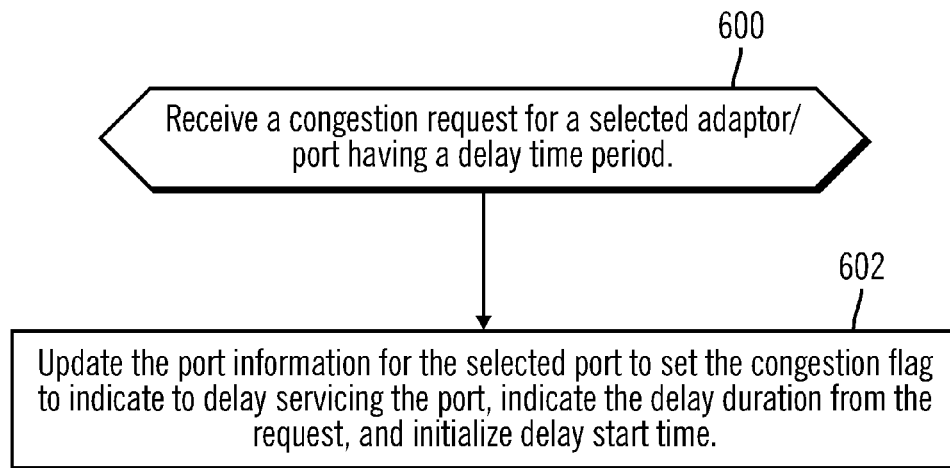 600
Receive a congestion request for a selected adaptor/
port having a delay time period.
602
Update the port information for the selected port to set the congestion flag
to indicate to delay servicing the port, indicate the delay duration from the
request, and initialize delay start time.